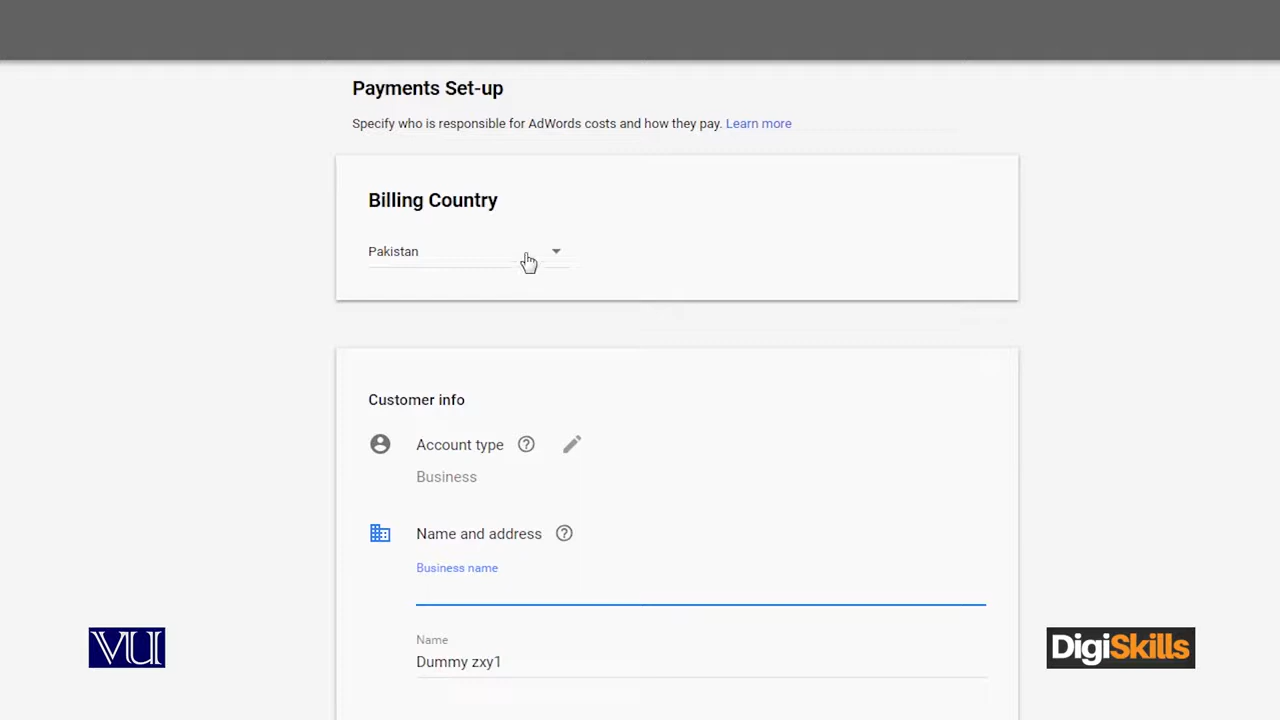 Payments Set-up
Specify who is responsible for AdWords costs and how they pay. Learn more
Billing Country
Pakistan
Customer info
Account type
Business
Name and address
Business name
Name
Dummy zxy1
VU
DigiSkills